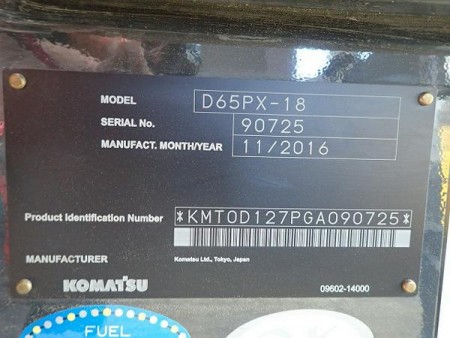 MODEL D65PX-18
SERIAL No. 90725
MANUFACT. MONTH/YEAR 11/2016
Product Identification Number *KMT0D127PGA090725*
MANUFACTURER Komatsu Ltd., Tokyo, Japan
KOMATSU 09602-14000
FUEL